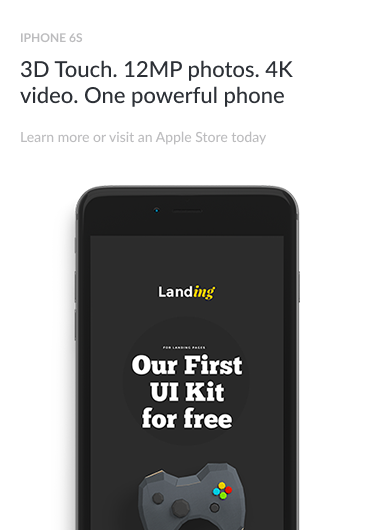 IPHONE 6S
3D Touch. 12MP photos. 4K
video. One powerful phone
Learn more or visit an Apple Store today
Landing
FOR LANDING PAGES
Our First
UI Kit
for free